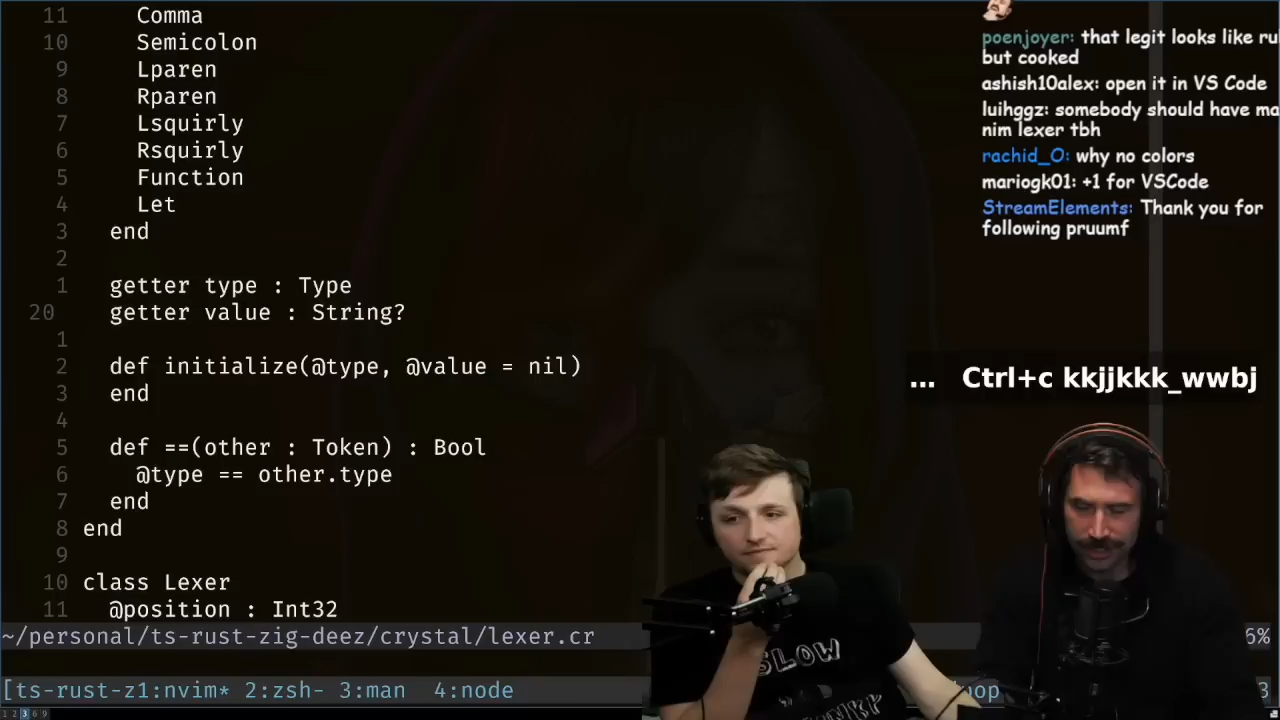 11 Comma
10 Semicolon
9 Lparen
8 Rparen
7 Lsquirly
6 Rsquirly
5 Function
4 Let
3 end
2
1 getter type : Type
20 getter value : String?
1
2 def initialize(@type, @value = nil)
3 end
4
5 def ==(other : Token) : Bool
6 @type == other.type
7 end
8 end
9
10 class Lexer
11 @position : Int32
~/personal/ts-rust-zig-deez/crystal/lexer.cr
[ts-rust-z1:nvim* 2:zsh- 3:man 4:node
poenjoyer: that legit looks like ru
but cooked
ashish10alex: open it in VS Code
luihggz: somebody should have ma
nim lexer tbh
rachid_O: why no colors
mariogk01: +1 for VSCode
StreamElements: Thank you for
following pruumf
... Ctrl+c kkjjkkk_wwbj
SLOW